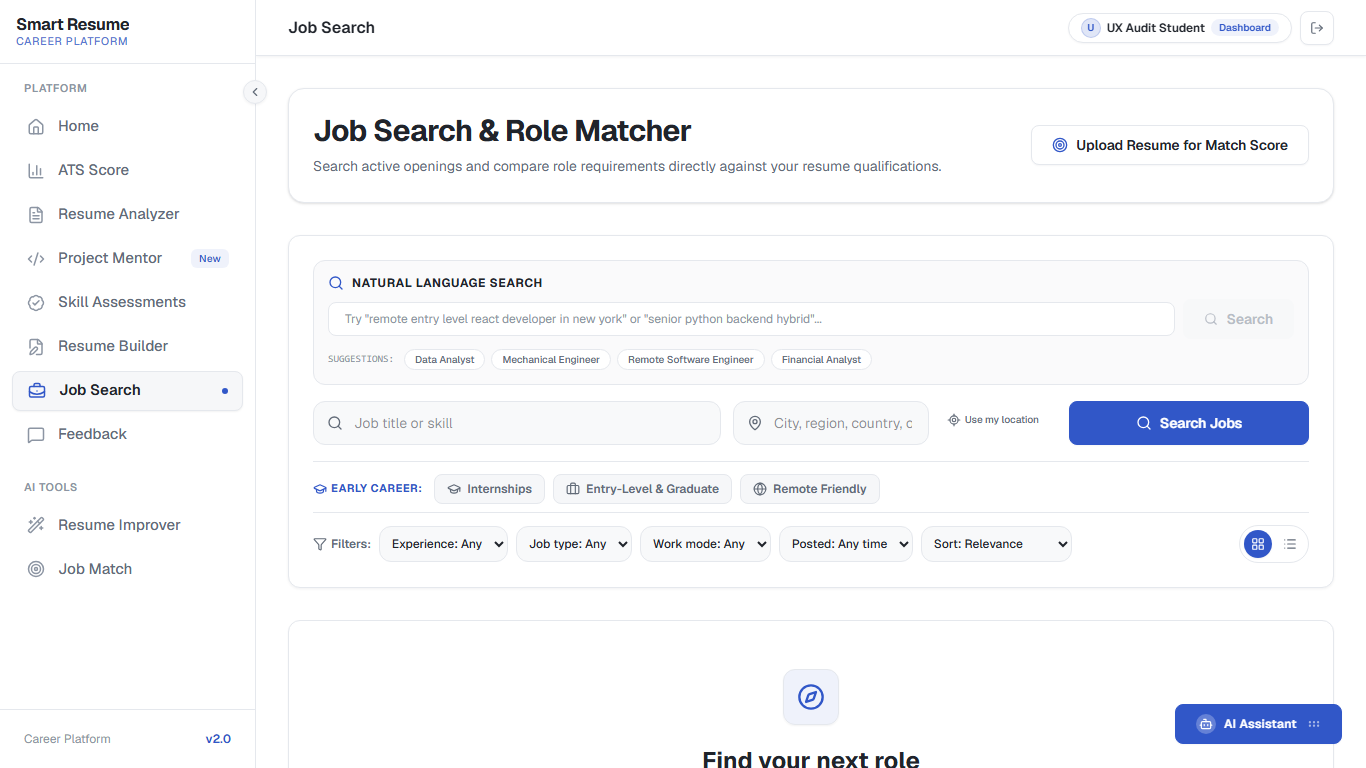 Smart Resume
CAREER PLATFORM
Job Search
U UX Audit Student Dashboard
PLATFORM
Home
ATS Score
Resume Analyzer
Project Mentor New
Skill Assessments
Resume Builder
Job Search
Feedback
AI TOOLS
Resume Improver
Job Match
Career Platform v2.0
Job Search & Role Matcher
Search active openings and compare role requirements directly against your resume qualifications.
Upload Resume for Match Score
NATURAL LANGUAGE SEARCH
Try "remote entry level react developer in new york" or "senior python backend hybrid"... Search
SUGGESTIONS: Data Analyst Mechanical Engineer Remote Software Engineer Financial Analyst
Job title or skill City, region, country, c Use my location Search Jobs
EARLY CAREER: Internships Entry-Level & Graduate Remote Friendly
Filters: Experience: Any Job type: Any Work mode: Any Posted: Any time Sort: Relevance
Find your next role
AI Assistant